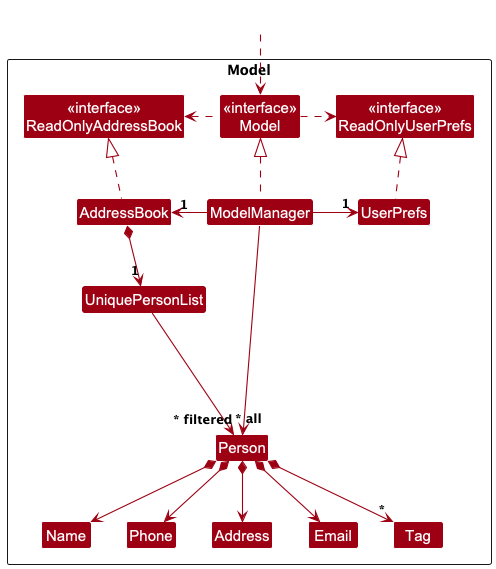 Model
«interface»
ReadOnlyAddressBook
«interface»
Model
«interface»
ReadOnlyUserPrefs
AddressBook
1
ModelManager
1
UserPrefs
1
UniquePersonList
* filtered
* all
Person
*
Name
Phone
Address
Email
Tag